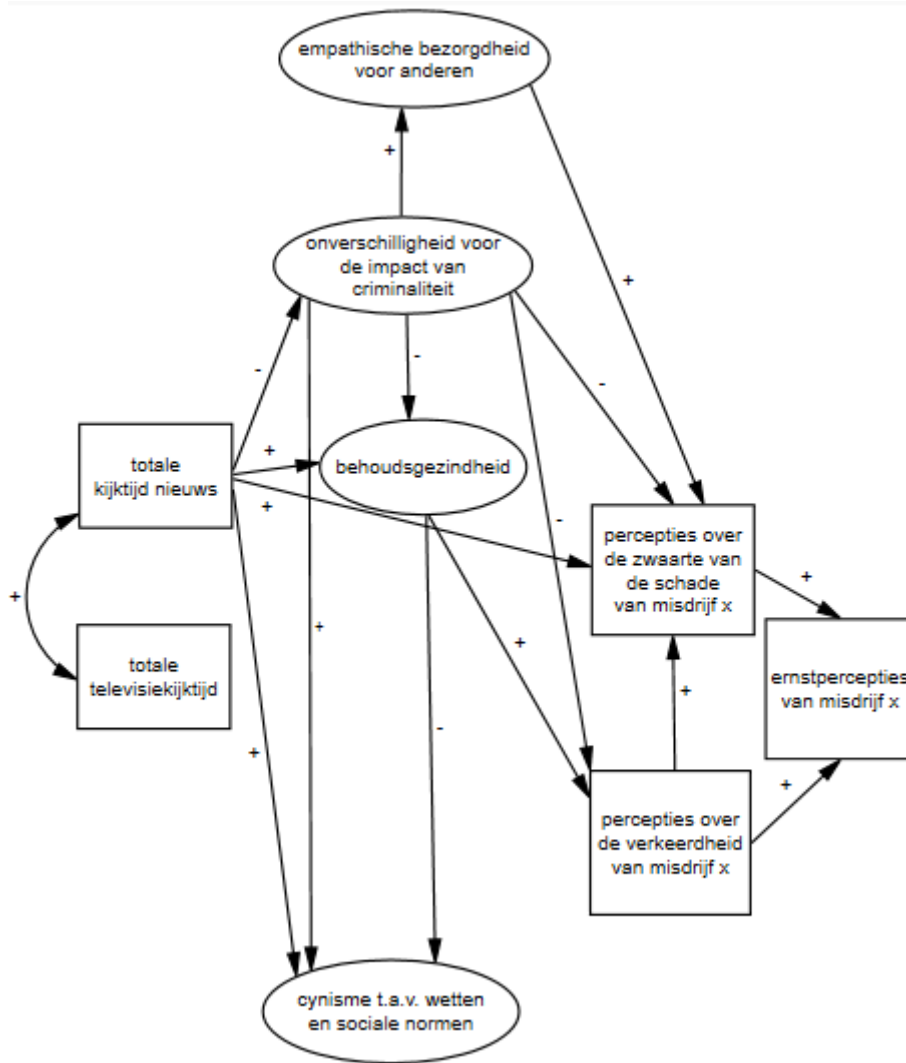 empathische bezorgdheid
voor anderen
+
onverschilligheid voor
de impact van
criminaliteit
+
-
-
-
totale
kijktijd nieuws
+
+
behoudsgezindheid
-
percepties over
de zwaarte van
de schade
van misdrijf x
+
+
totale
televisiekijktijd
+
+
+
ernstpercepties
van misdrijf x
+
-
percepties over
de verkeerdheid
van misdrijf x
+
cynisme t.a.v. wetten
en sociale normen